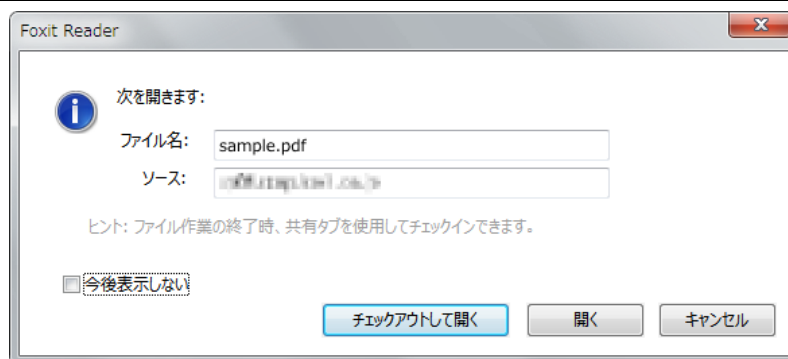 Foxit Reader
次を開きます:
ファイル名: sample.pdf
ソース:
ヒント: ファイル作業の終了時、共有タブを使用してチェックインできます。
今後表示しない
チェックアウトして開く 開く キャンセル